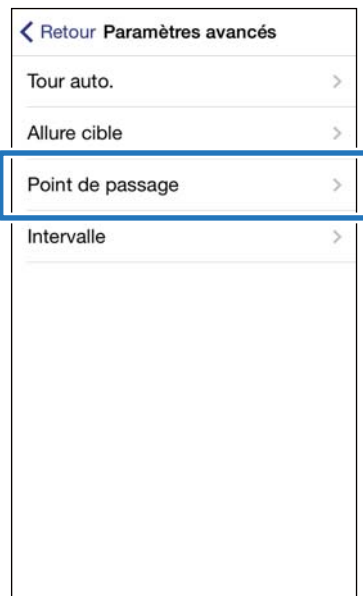 Retour Paramètres avancés
Tour auto.
Allure cible
Point de passage
Intervalle